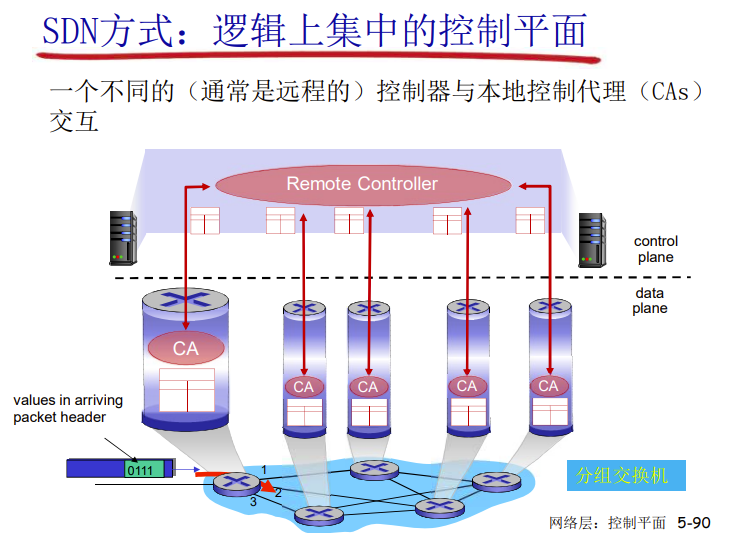 SDN方式：逻辑上集中的控制平面
一个不同的（通常是远程的）控制器与本地控制代理（CAs）
交互
Remote Controller
control
plane
data
plane
CA
CA
CA
CA
CA
values in arriving
packet header
0111
1
2
3
分组交换机
网络层：控制平面 5-90